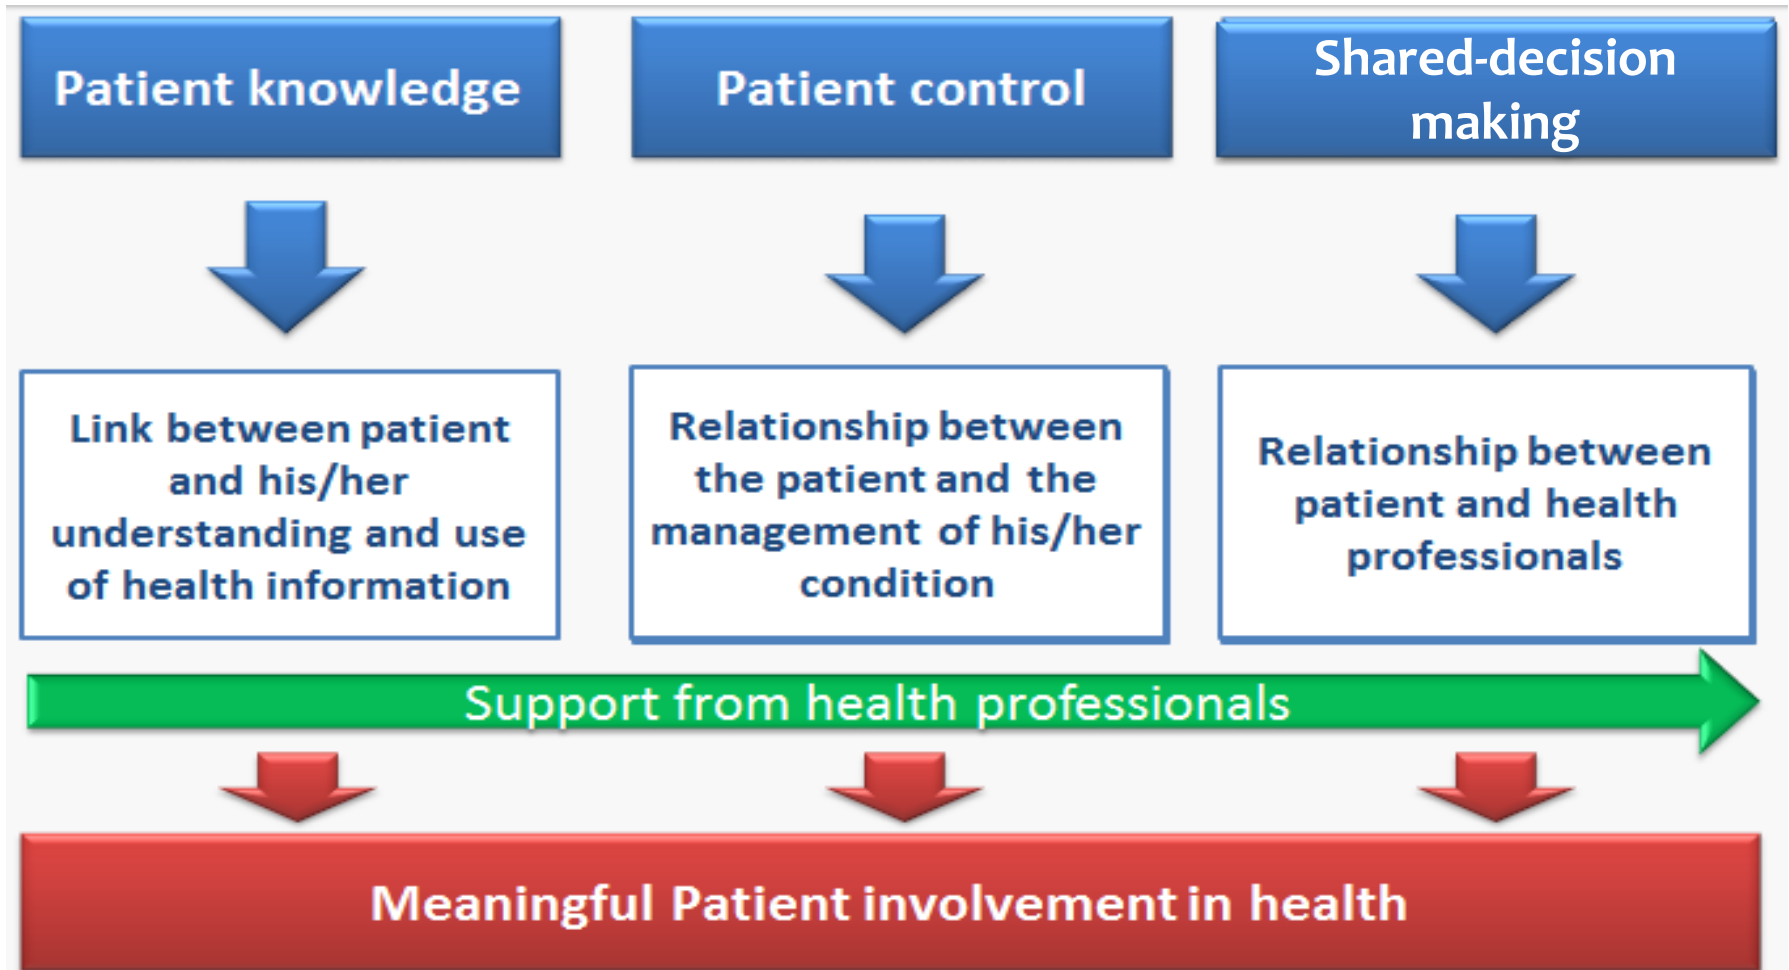 Patient knowledge
Patient control
Shared-decision
making
Link between patient
and his/her
understanding and use
of health information
Relationship between
the patient and the
management of his/her
condition
Relationship between
patient and health
professionals
Support from health professionals
Meaningful Patient involvement in health